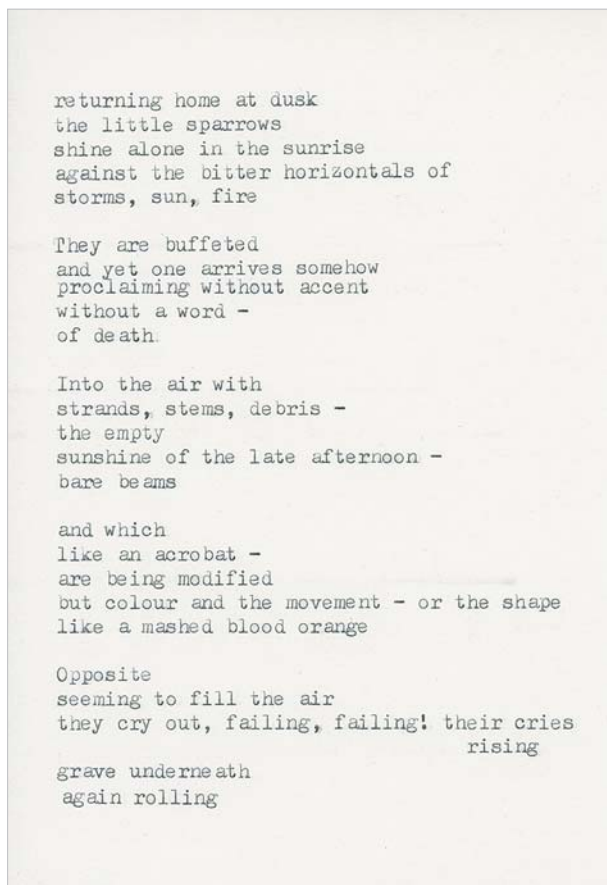 returning home at dusk
the little sparrows
shine alone in the sunrise
against the bitter horizontals of
storms, sun, fire
They are buffeted
and yet one arrives somehow
proclaiming without accent
without a word -
of death.
Into the air with
strands, stems, debris -
the empty
sunshine of the late afternoon -
bare beams
and which
like an acrobat -
are being modified
but colour and the movement - or the shape
like a mashed blood orange
Opposite
seeming to fill the air
they cry out, failing, failing! their cries
rising
grave underneath
again rolling